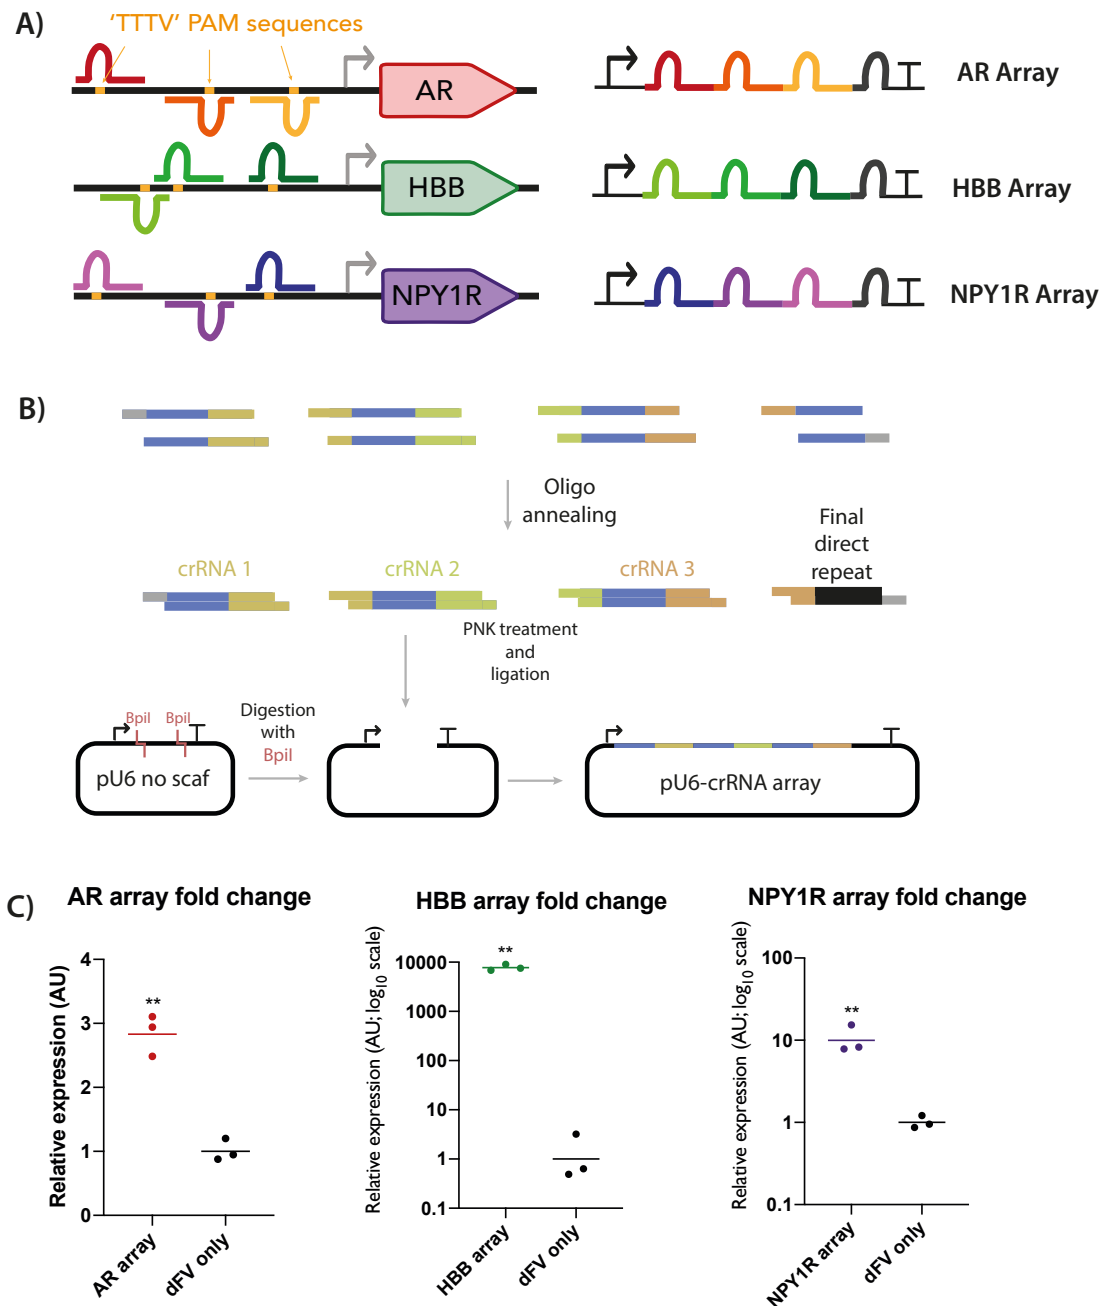 A)
'TTTV' PAM sequences
AR
AR Array
HBB
HBB Array
NPY1R
NPY1R Array
B)
Oligo
annealing
Final
direct
repeat
crRNA 1
crRNA 2
crRNA 3
PNK treatment
and
ligation
BpiI
BpiI
Digestion
with
BpiI
pU6 no scaf
pU6-crRNA array
C)
AR array fold change
Relative expression (AU)
4
3
2
1
0
**
AR array
dFV only
HBB array fold change
Relative expression (AU; log10 scale)
10000
1000
100
10
1
0.1
**
HBB array
dFV only
NPY1R array fold change
Relative expression (AU; log10 scale)
100
10
1
0.1
**
NPY1R array
dFV only